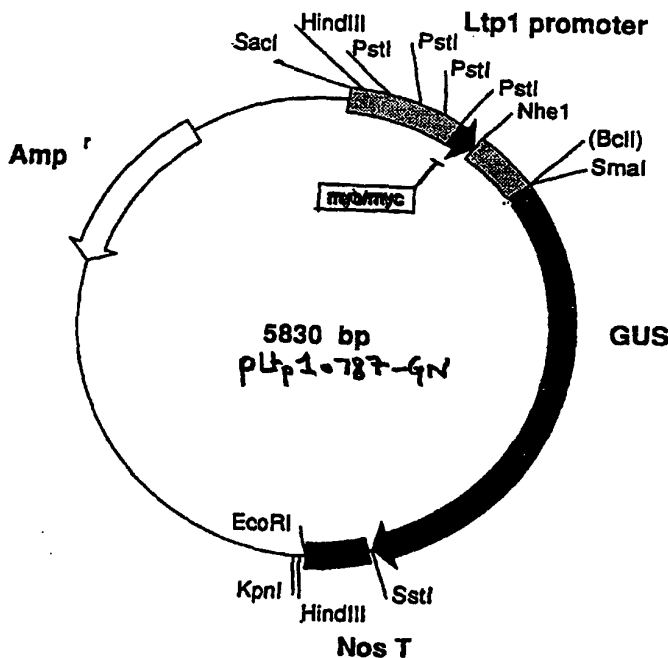 Ltp1 promoter
HindIII
SacI
PstI
PstI
PstI
PstI
Nhe1
(BclI)
SmaI
Amp r
myb/myc
5830 bp
pLtp1.787-GN
GUS
EcoRI
KpnI
HindIII
SstI
Nos T